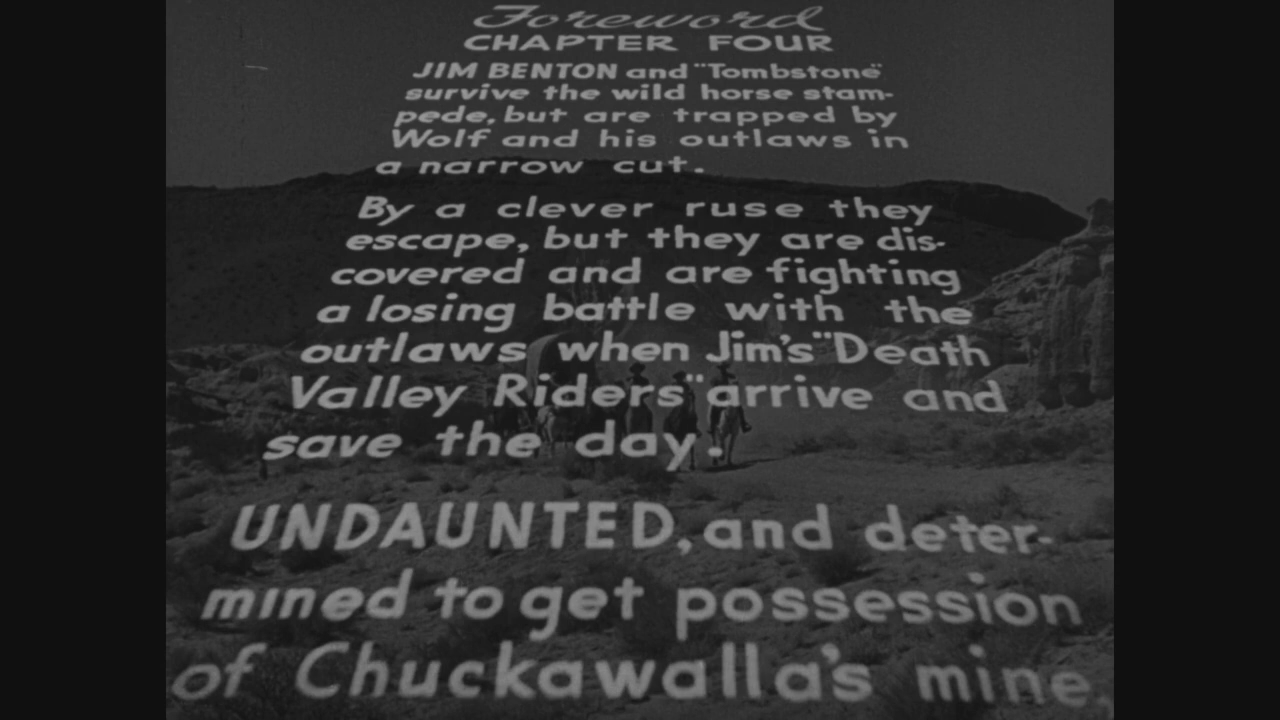 Foreword
CHAPTER FOUR
JIM BENTON and "Tombstone"
survive the wild horse stam-
pede, but are trapped by
Wolf and his outlaws in
a narrow cut.
By a clever ruse they
escape, but they are dis-
covered and are fighting
a losing battle with the
outlaws when Jim's "Death
Valley Riders" arrive and
save the day.
UNDAUNTED, and deter-
mined to get possession
of Chuckawalla's mine,